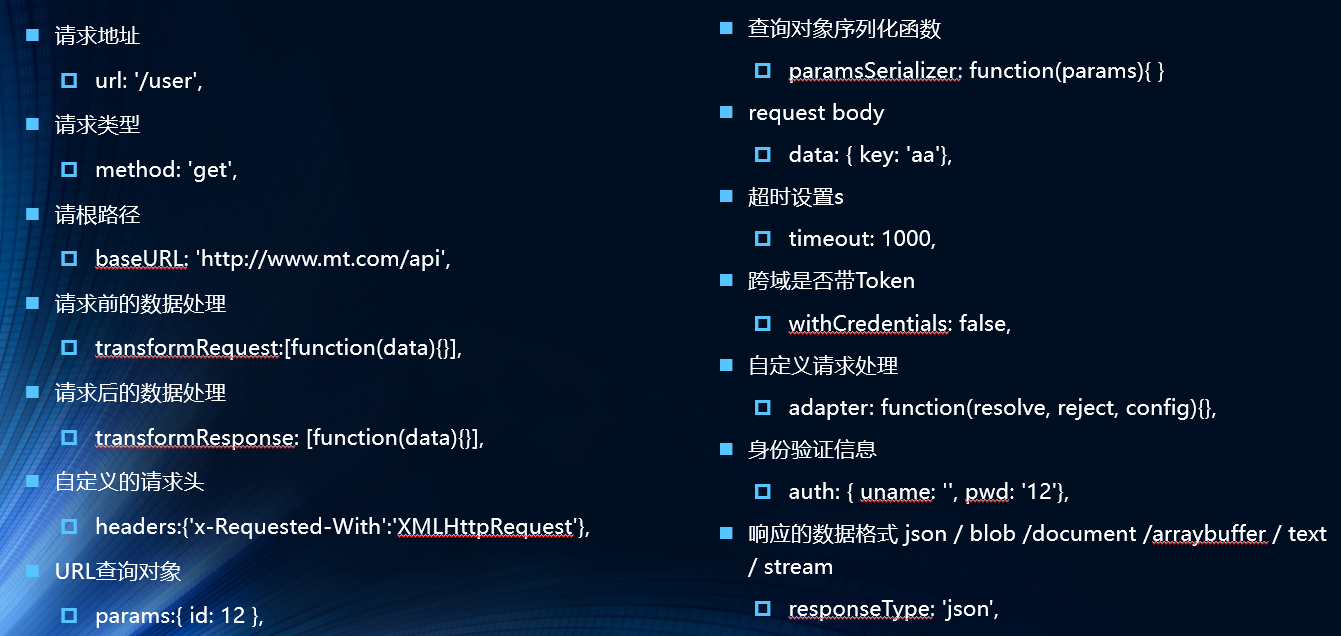 请求地址
url: '/user',
请求类型
method: 'get',
请根路径
baseURL: 'http://www.mt.com/api',
请求前的数据处理
transformRequest:[function(data){}],
请求后的数据处理
transformResponse: [function(data){}],
自定义的请求头
headers:{'x-Requested-With':'XMLHttpRequest'},
URL查询对象
params:{ id: 12 },
查询对象序列化函数
paramsSerializer: function(params){ }
request body
data: { key: 'aa'},
超时设置s
timeout: 1000,
跨域是否带Token
withCredentials: false,
自定义请求处理
adapter: function(resolve, reject, config){},
身份验证信息
auth: { uname: '', pwd: '12'},
响应的数据格式 json / blob /document /arraybuffer / text
/ stream
responseType: 'json',